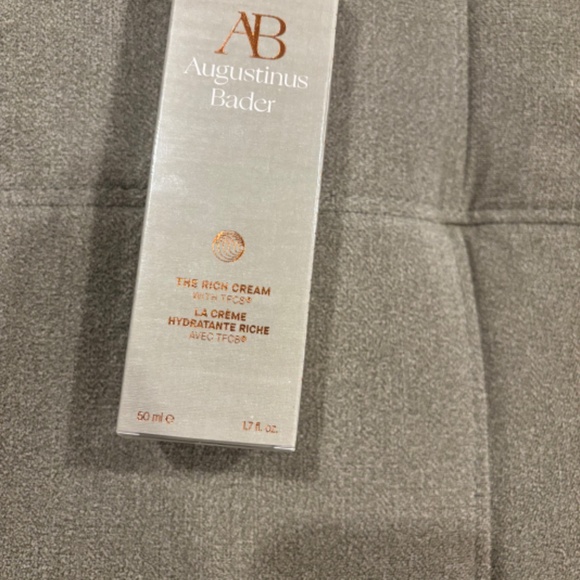 AB
Augustinus
Bader
THE RICH CREAM
WITH TFC8®
LA CRÈME
HYDRATANTE RICHE
AVEC TFC8®
50 ml ℮
1.7 fl. oz.